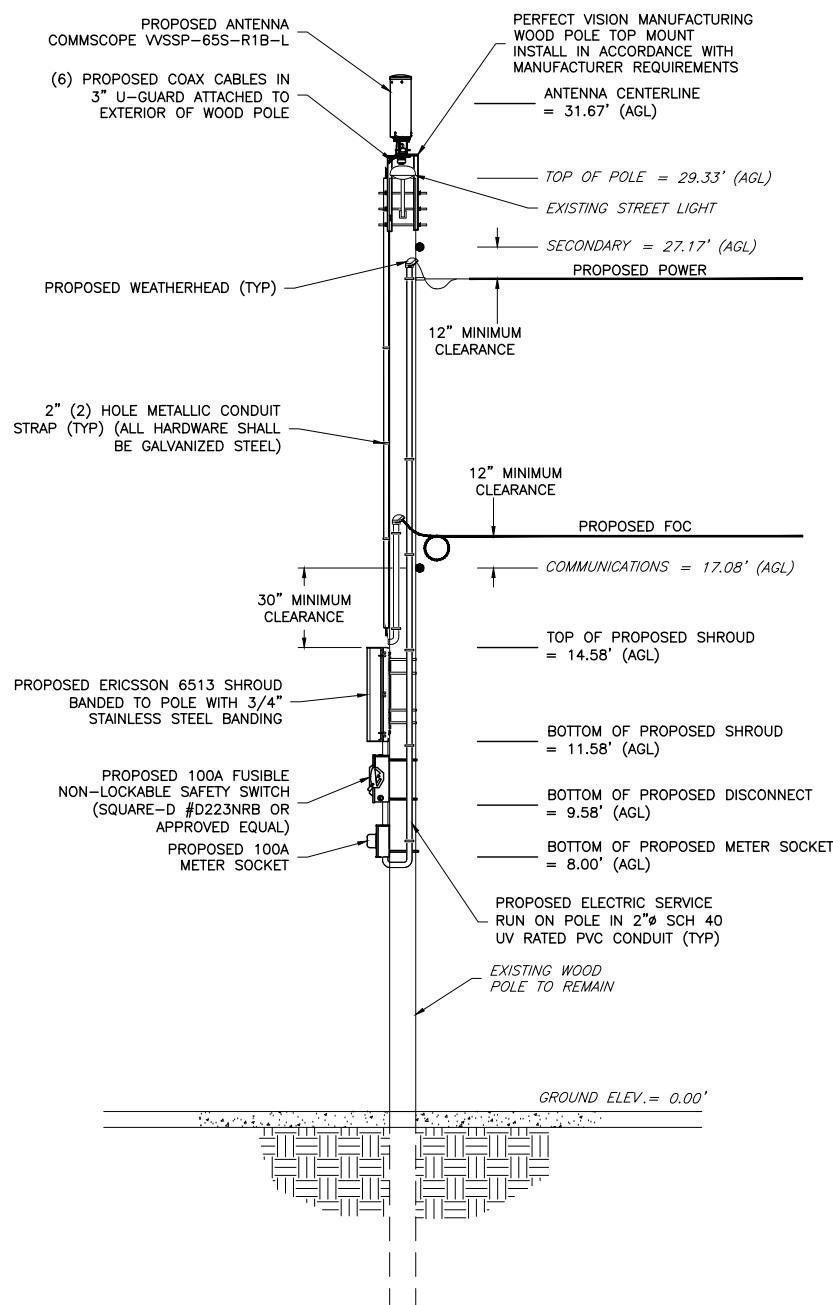 PROPOSED ANTENNA
COMMSCOPE VVSSP-65S-R1B-L
PERFECT VISION MANUFACTURING
WOOD POLE TOP MOUNT
INSTALL IN ACCORDANCE WITH
MANUFACTURER REQUIREMENTS
(6) PROPOSED COAX CABLES IN
3" U-GUARD ATTACHED TO
EXTERIOR OF WOOD POLE
ANTENNA CENTERLINE
= 31.67' (AGL)
TOP OF POLE = 29.33' (AGL)
EXISTING STREET LIGHT
SECONDARY = 27.17' (AGL)
PROPOSED POWER
PROPOSED WEATHERHEAD (TYP)
12" MINIMUM
CLEARANCE
2" (2) HOLE METALLIC CONDUIT
STRAP (TYP) (ALL HARDWARE SHALL
BE GALVANIZED STEEL)
12" MINIMUM
CLEARANCE
PROPOSED FOC
COMMUNICATIONS = 17.08' (AGL)
30" MINIMUM
CLEARANCE
TOP OF PROPOSED SHROUD
= 14.58' (AGL)
PROPOSED ERICSSON 6513 SHROUD
BANDED TO POLE WITH 3/4"
STAINLESS STEEL BANDING
BOTTOM OF PROPOSED SHROUD
= 11.58' (AGL)
PROPOSED 100A FUSIBLE
NON-LOCKABLE SAFETY SWITCH
(SQUARE-D #D223NRB OR
APPROVED EQUAL)
BOTTOM OF PROPOSED DISCONNECT
= 9.58' (AGL)
PROPOSED 100A
METER SOCKET
BOTTOM OF PROPOSED METER SOCKET
= 8.00' (AGL)
PROPOSED ELECTRIC SERVICE
RUN ON POLE IN 2"ø SCH 40
UV RATED PVC CONDUIT (TYP)
EXISTING WOOD
POLE TO REMAIN
GROUND ELEV.= 0.00'